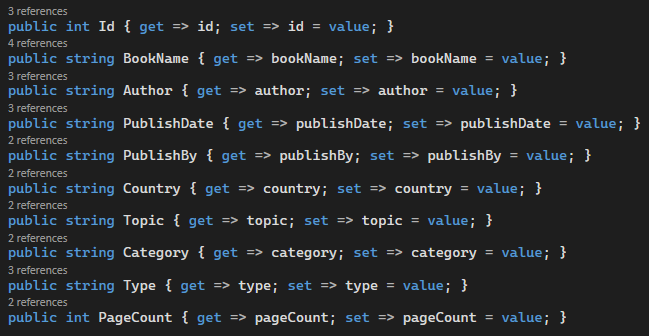 3 references
public int Id { get => id; set => id = value; }
4 references
public string BookName { get => bookName; set => bookName = value; }
3 references
public string Author { get => author; set => author = value; }
3 references
public string PublishDate { get => publishDate; set => publishDate = value; }
2 references
public string PublishBy { get => publishBy; set => publishBy = value; }
2 references
public string Country { get => country; set => country = value; }
2 references
public string Topic { get => topic; set => topic = value; }
2 references
public string Category { get => category; set => category = value; }
3 references
public string Type { get => type; set => type = value; }
2 references
public int PageCount { get => pageCount; set => pageCount = value; }